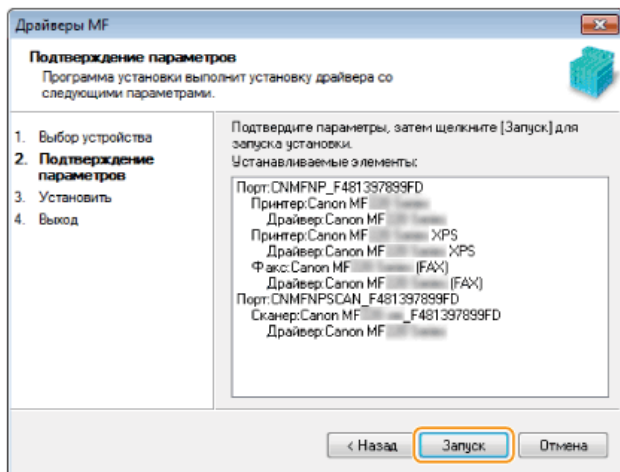 Драйверы MF
Подтверждение параметров
Программа установки выполнит установку драйвера со
следующими параметрами.
1. Выбор устройства
2. Подтверждение
параметров
3. Установить
4. Выход
Подтвердите параметры, затем щелкните [Запуск] для
запуска установки.
Устанавливаемые элементы:
Порт:CNMFNP_F481397899FD
Принтер:Canon MF
Драйвер:Canon MF
Принтер:Canon MF XPS
Драйвер:Canon MF XPS
Факс:Canon MF (FAX)
Драйвер:Canon MF (FAX)
Порт:CNMFNPSCAN_F481397899FD
Сканер:Canon MF _F481397899FD
Драйвер:Canon MF
< Назад Запуск Отмена